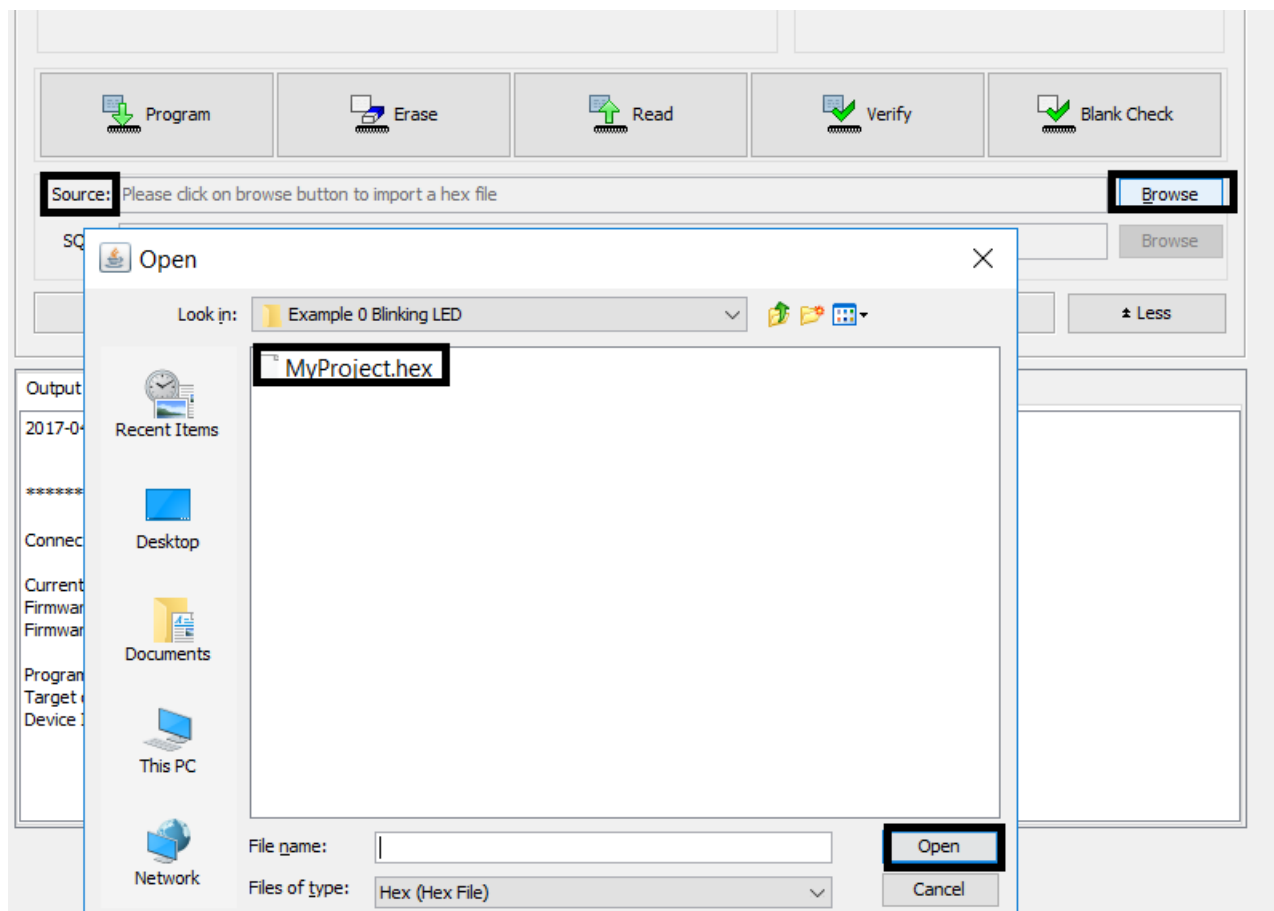 Program Erase Read Verify Blank Check
Source: Please click on browse button to import a hex file Browse
SQ Browse
Open
Less
Look in: Example 0 Blinking LED
MyProject.hex
Output
2017-04
Recent Items
******
Connec
Desktop
Current
Firmwar
Firmwar
Documents
Program
Target
Device
This PC
File name: Open
Network
Files of type: Hex (Hex File) Cancel